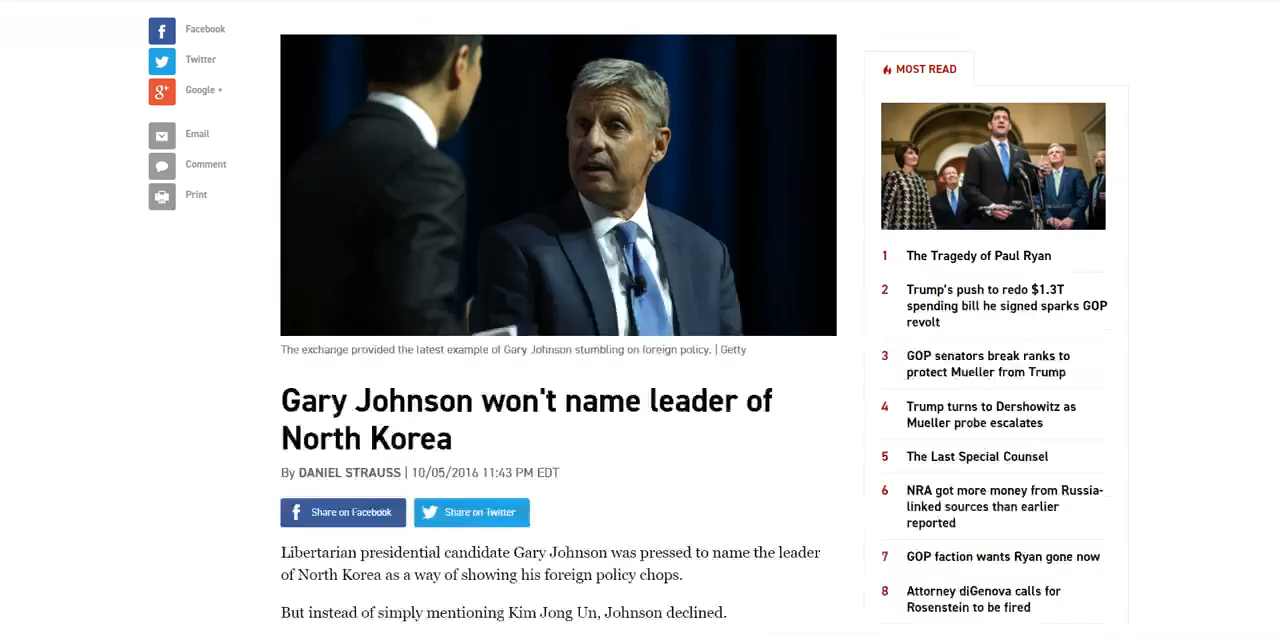 Facebook
Twitter
Google +
Email
Comment
Print
The exchange provided the latest example of Gary Johnson stumbling on foreign policy. | Getty
Gary Johnson won't name leader of
North Korea
By DANIEL STRAUSS | 10/05/2016 11:43 PM EDT
Share on Facebook
Share on Twitter
Libertarian presidential candidate Gary Johnson was pressed to name the leader
of North Korea as a way of showing his foreign policy chops.
But instead of simply mentioning Kim Jong Un, Johnson declined.
MOST READ
1 The Tragedy of Paul Ryan
2 Trump's push to redo $1.3T
spending bill he signed sparks GOP
revolt
3 GOP senators break ranks to
protect Mueller from Trump
4 Trump turns to Dershowitz as
Mueller probe escalates
5 The Last Special Counsel
6 NRA got more money from Russia-
linked sources than earlier
reported
7 GOP faction wants Ryan gone now
8 Attorney diGenova calls for
Rosenstein to be fired